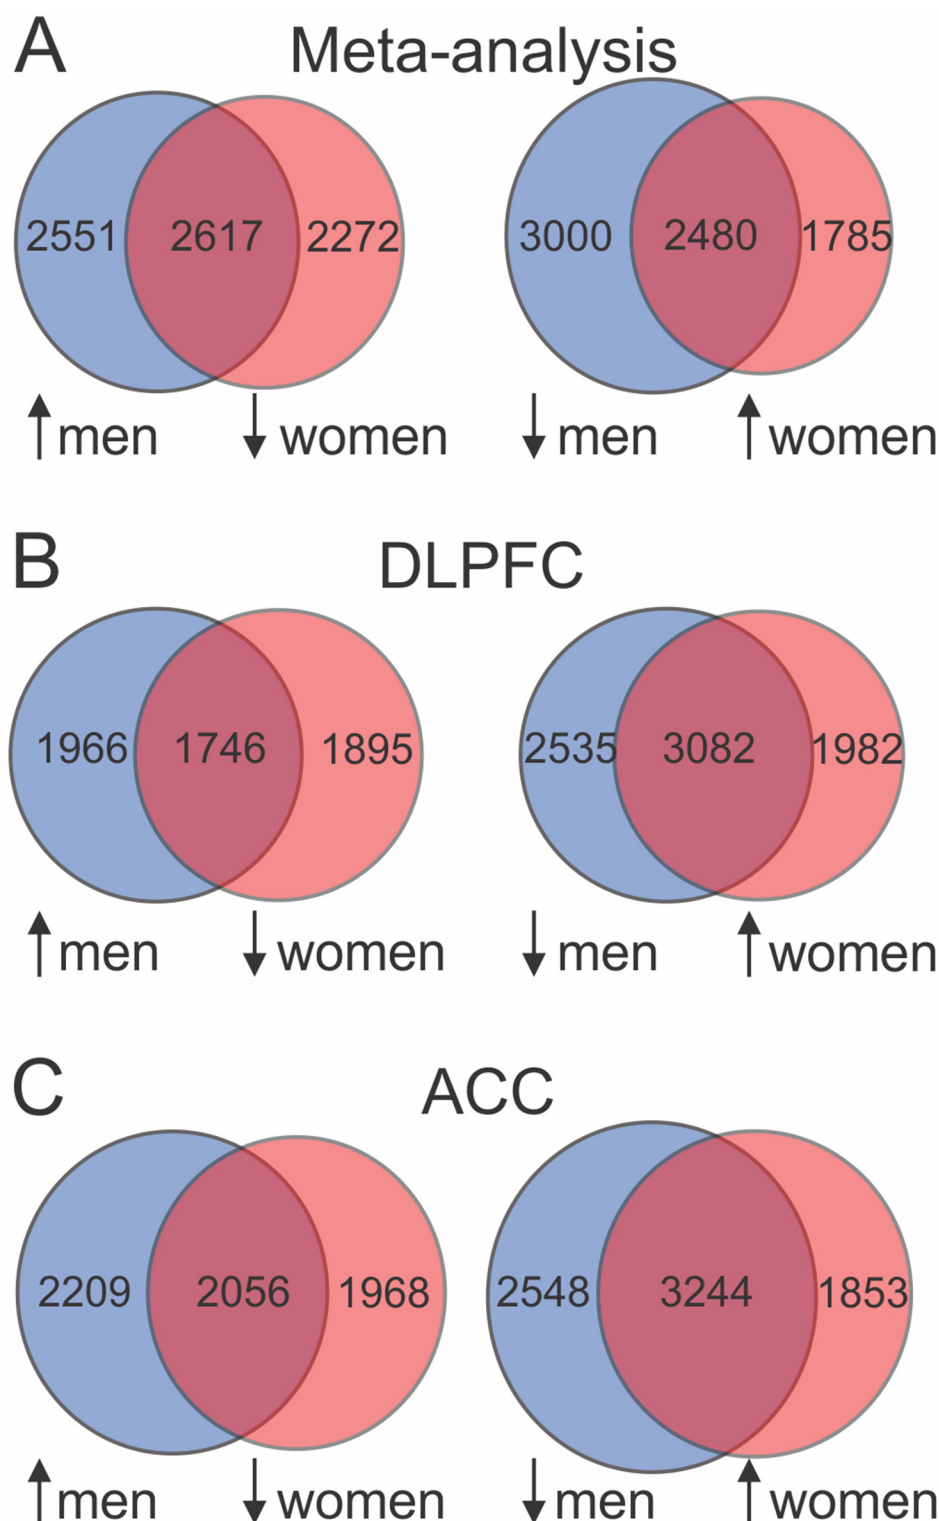 A Meta-analysis
2551 2617 2272 3000 2480 1785
↑ men ↓ women ↓ men ↑ women
B DLPFC
1966 1746 1895 2535 3082 1982
↑ men ↓ women ↓ men ↑ women
C ACC
2209 2056 1968 2548 3244 1853
↑ men ↓ women ↓ men ↑ women